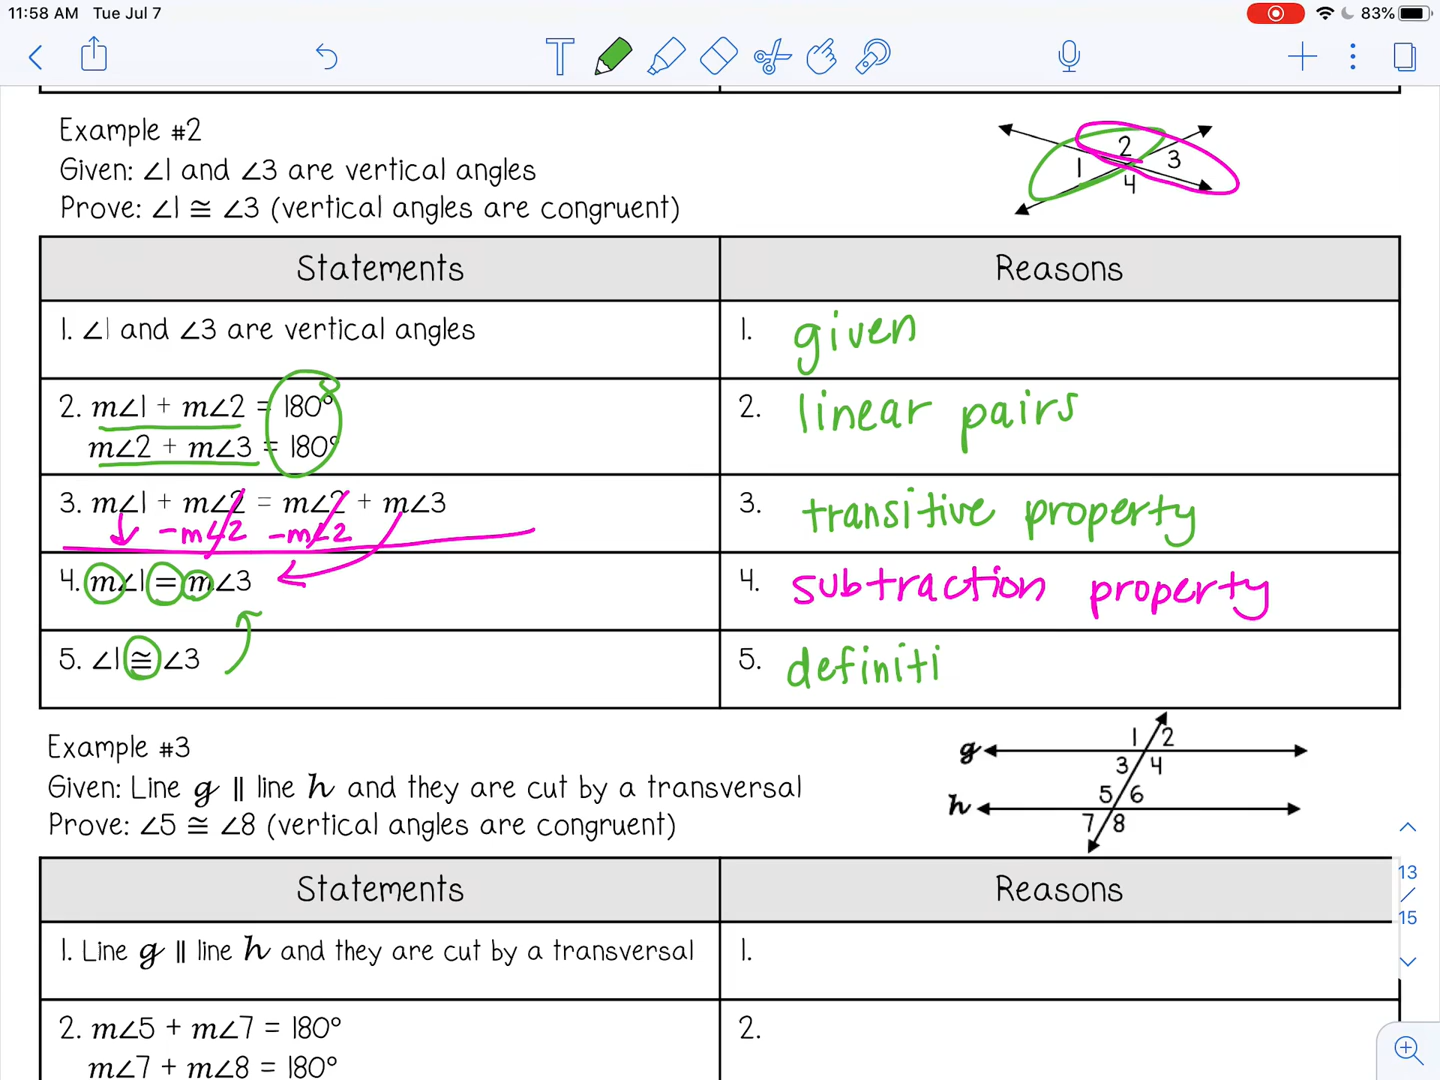 11:58 AM Tue Jul 7
83%
Example #2
Given: ∠1 and ∠3 are vertical angles
Prove: ∠1 ≅ ∠3 (vertical angles are congruent)
1 2 3 4
Statements Reasons
1. ∠1 and ∠3 are vertical angles
1. given
2. m∠1 + m∠2 = 180°
m∠2 + m∠3 = 180°
2. linear pairs
3. m∠1 + m∠2 = m∠2 + m∠3
-m∠2 -m∠2
3. transitive property
4. m∠1 = m∠3
4. subtraction property
5. ∠1 ≅ ∠3
5. definiti
Example #3
Given: Line g ∥ line h and they are cut by a transversal
Prove: ∠5 ≅ ∠8 (vertical angles are congruent)
g 1 2
3 4
h 5 6
7 8
Statements Reasons
1. Line g ∥ line h and they are cut by a transversal
1.
2. m∠5 + m∠7 = 180°
m∠7 + m∠8 = 180°
2.
13
/
15